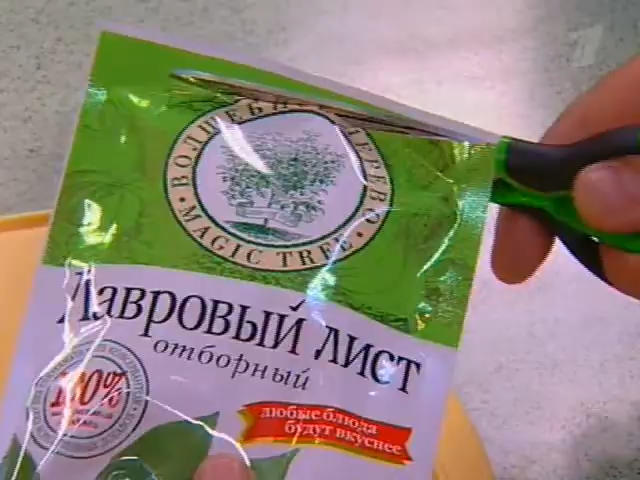 ВОЛШЕБНОЕ ДЕРЕВО
• MAGIC TREE •
Лавровый лист
отборный
100%
любые блюда
будут вкуснее